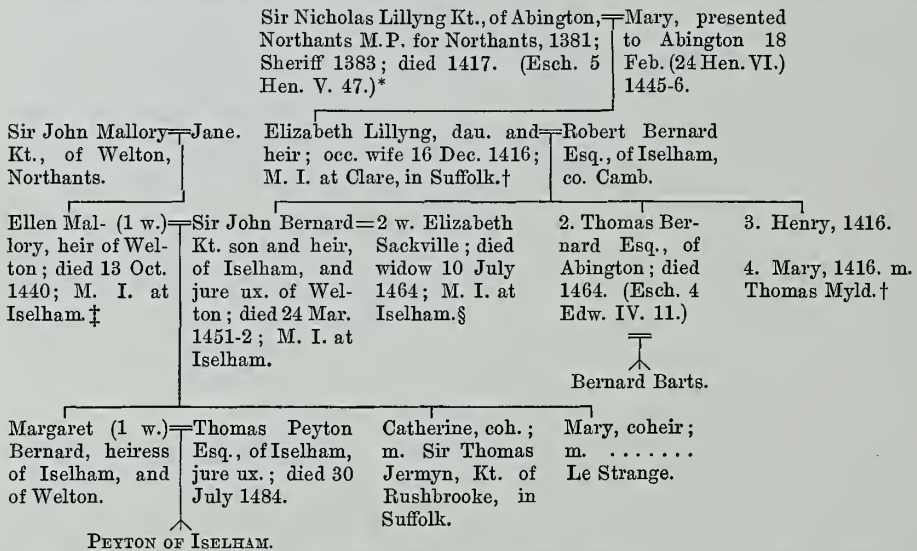 Sir Nicholas Lillyng Kt., of Abington,
Northants M.P. for Northants, 1381;
Sheriff 1383; died 1417. (Esch. 5
Hen. V. 47.)*
Mary, presented
to Abington 18
Feb. (24 Hen. VI.)
1445-6.
Sir John Mallory
Kt., of Welton,
Northants.
Jane.
Elizabeth Lillyng, dau. and
heir; occ. wife 16 Dec. 1416;
M. I. at Clare, in Suffolk.†
Robert Bernard
Esq., of Iselham,
co. Camb.
Ellen Mal- (1 w.)
lory, heir of Wel-
ton; died 13 Oct.
1440; M. I. at
Iselham.‡
Sir John Bernard
Kt. son and heir,
of Iselham, and
jure ux. of Wel-
ton; died 24 Mar.
1451-2; M. I. at
Iselham.
2 w. Elizabeth
Sackville; died
widow 10 July
1464; M. I. at
Iselham.§
2. Thomas Ber-
nard Esq., of
Abington; died
1464. (Esch. 4
Edw. IV. 11.)
Bernard Barts.
3. Henry, 1416.
4. Mary, 1416. m.
Thomas Myld.†
Margaret (1 w.)
Bernard, heiress
of Iselham, and
of Welton.
Thomas Peyton
Esq., of Iselham,
jure ux.; died 30
July 1484.
Catherine, coh.;
m. Sir Thomas
Jermyn, Kt. of
Rushbrooke, in
Suffolk.
Mary, coheir;
m. .......
Le Strange.
PEYTON OF ISELHAM.